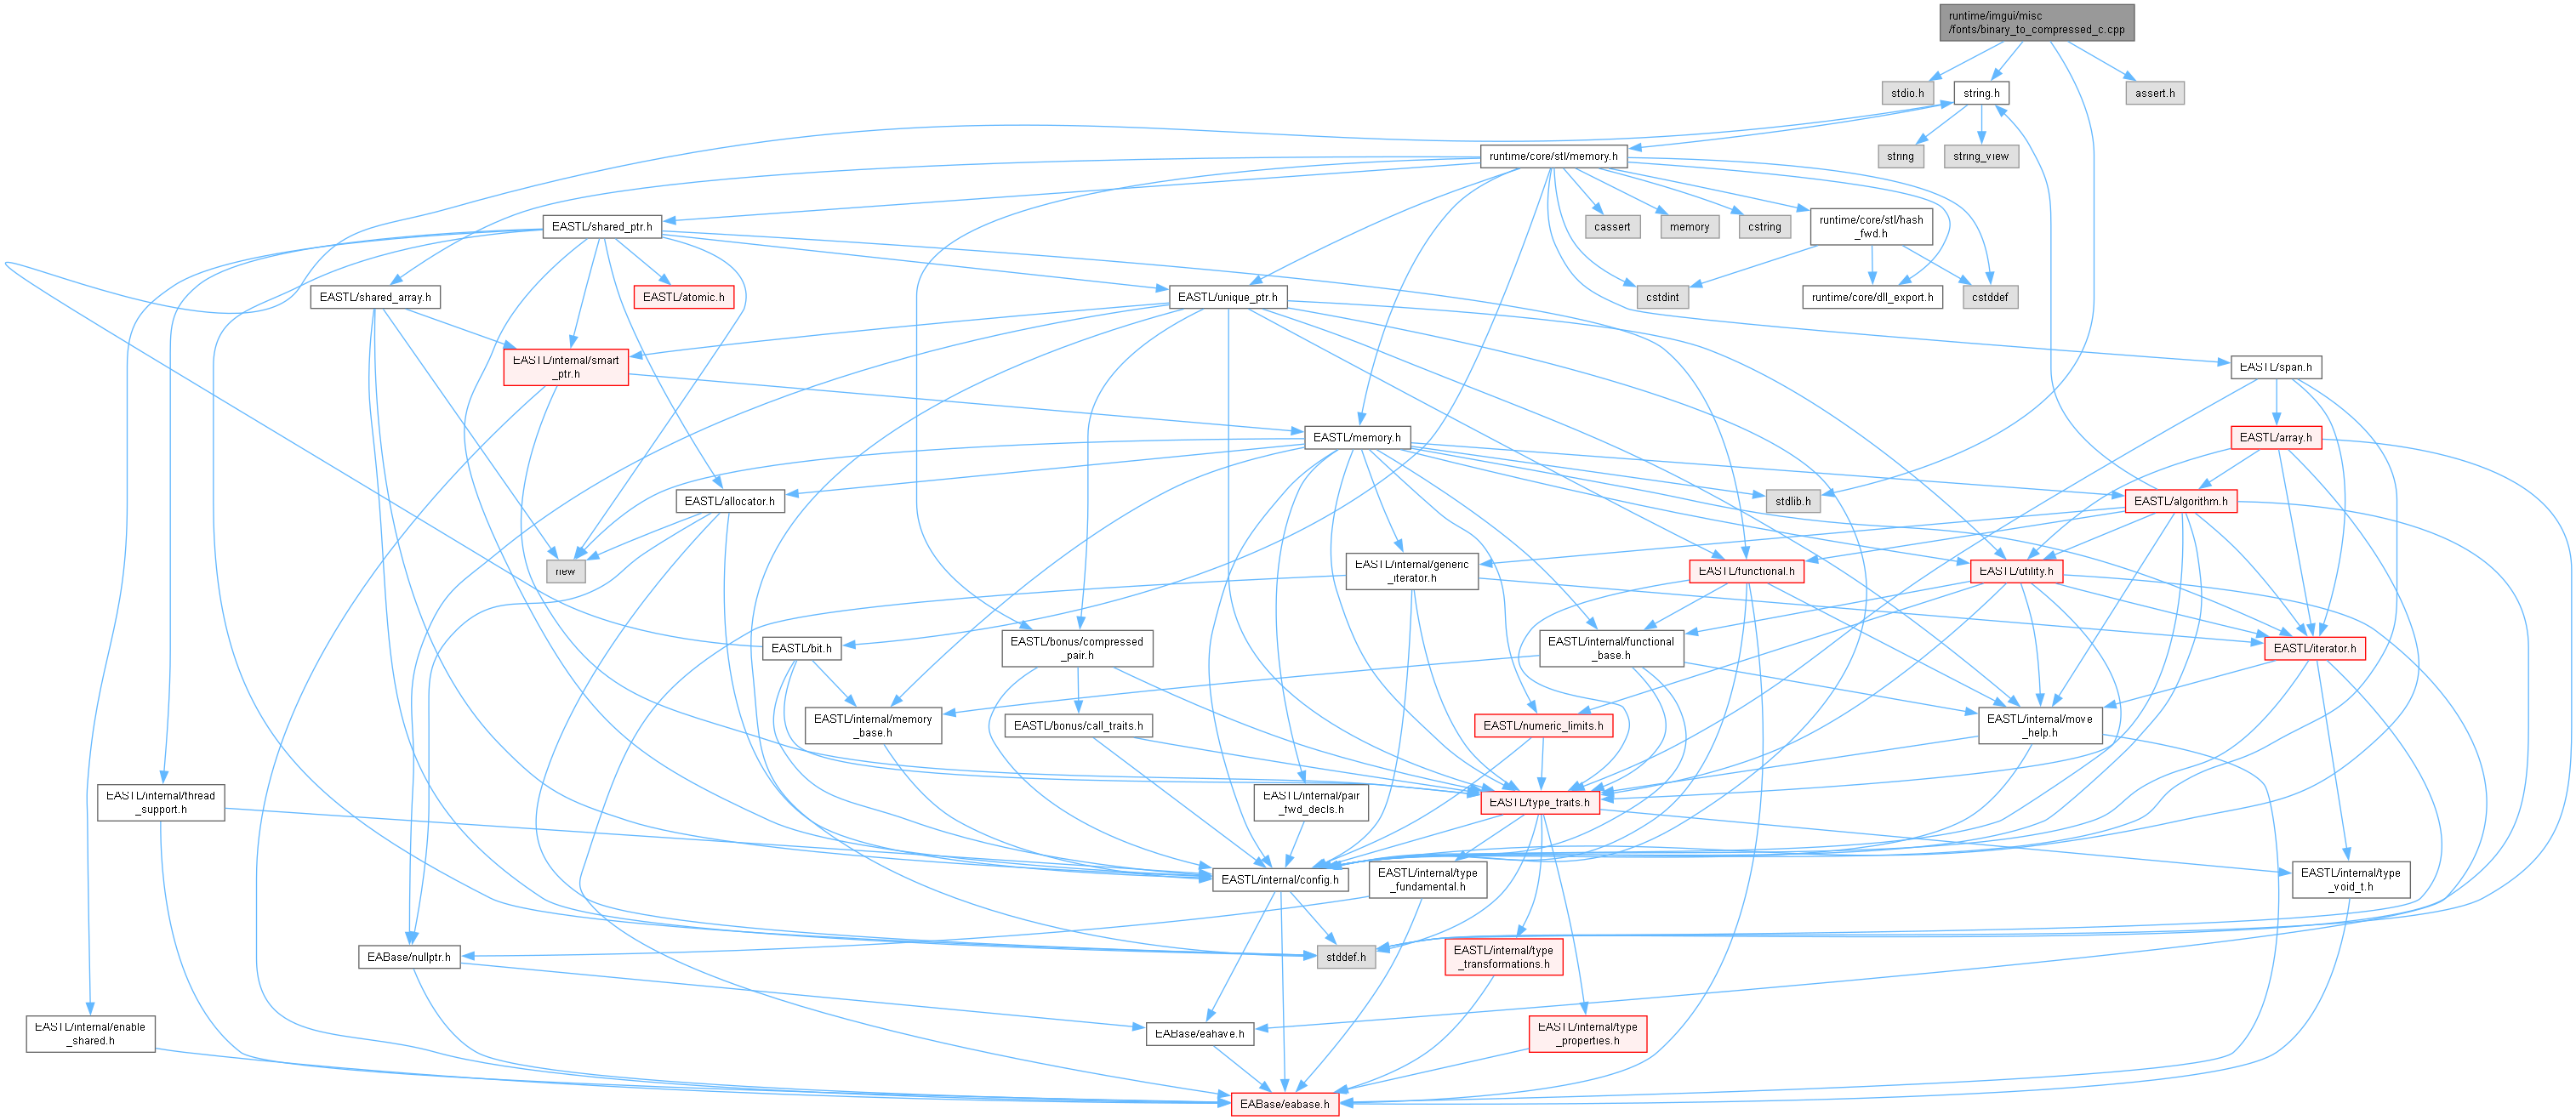 runtime/imgui/misc
/fonts/binary_to_compressed_c.cpp
stdio.h
string.h
assert.h
runtime/core/stl/memory.h
string
string_view
EASTL/shared_ptr.h
cassert
memory
cstring
runtime/core/stl/hash
_fwd.h
EASTL/shared_array.h
EASTL/atomic.h
EASTL/unique_ptr.h
cstdint
runtime/core/dll_export.h
cstddef
EASTL/internal/smart
_ptr.h
EASTL/span.h
EASTL/memory.h
EASTL/array.h
EASTL/allocator.h
stdlib.h
EASTL/algorithm.h
new
EASTL/internal/generic
_iterator.h
EASTL/functional.h
EASTL/utility.h
EASTL/bit.h
EASTL/bonus/compressed
_pair.h
EASTL/internal/functional
_base.h
EASTL/iterator.h
EASTL/internal/memory
_base.h
EASTL/bonus/call_traits.h
EASTL/numeric_limits.h
EASTL/internal/move
_help.h
EASTL/internal/thread
_support.h
EASTL/internal/pair
_fwd_decls.h
EASTL/type_traits.h
EASTL/internal/config.h
EASTL/internal/type
_fundamental.h
EASTL/internal/type
_void_t.h
EABase/nullptr.h
stddef.h
EASTL/internal/type
_transformations.h
EASTL/internal/enable
_shared.h
EABase/eahave.h
EASTL/internal/type
_properties.h
EABase/eabase.h